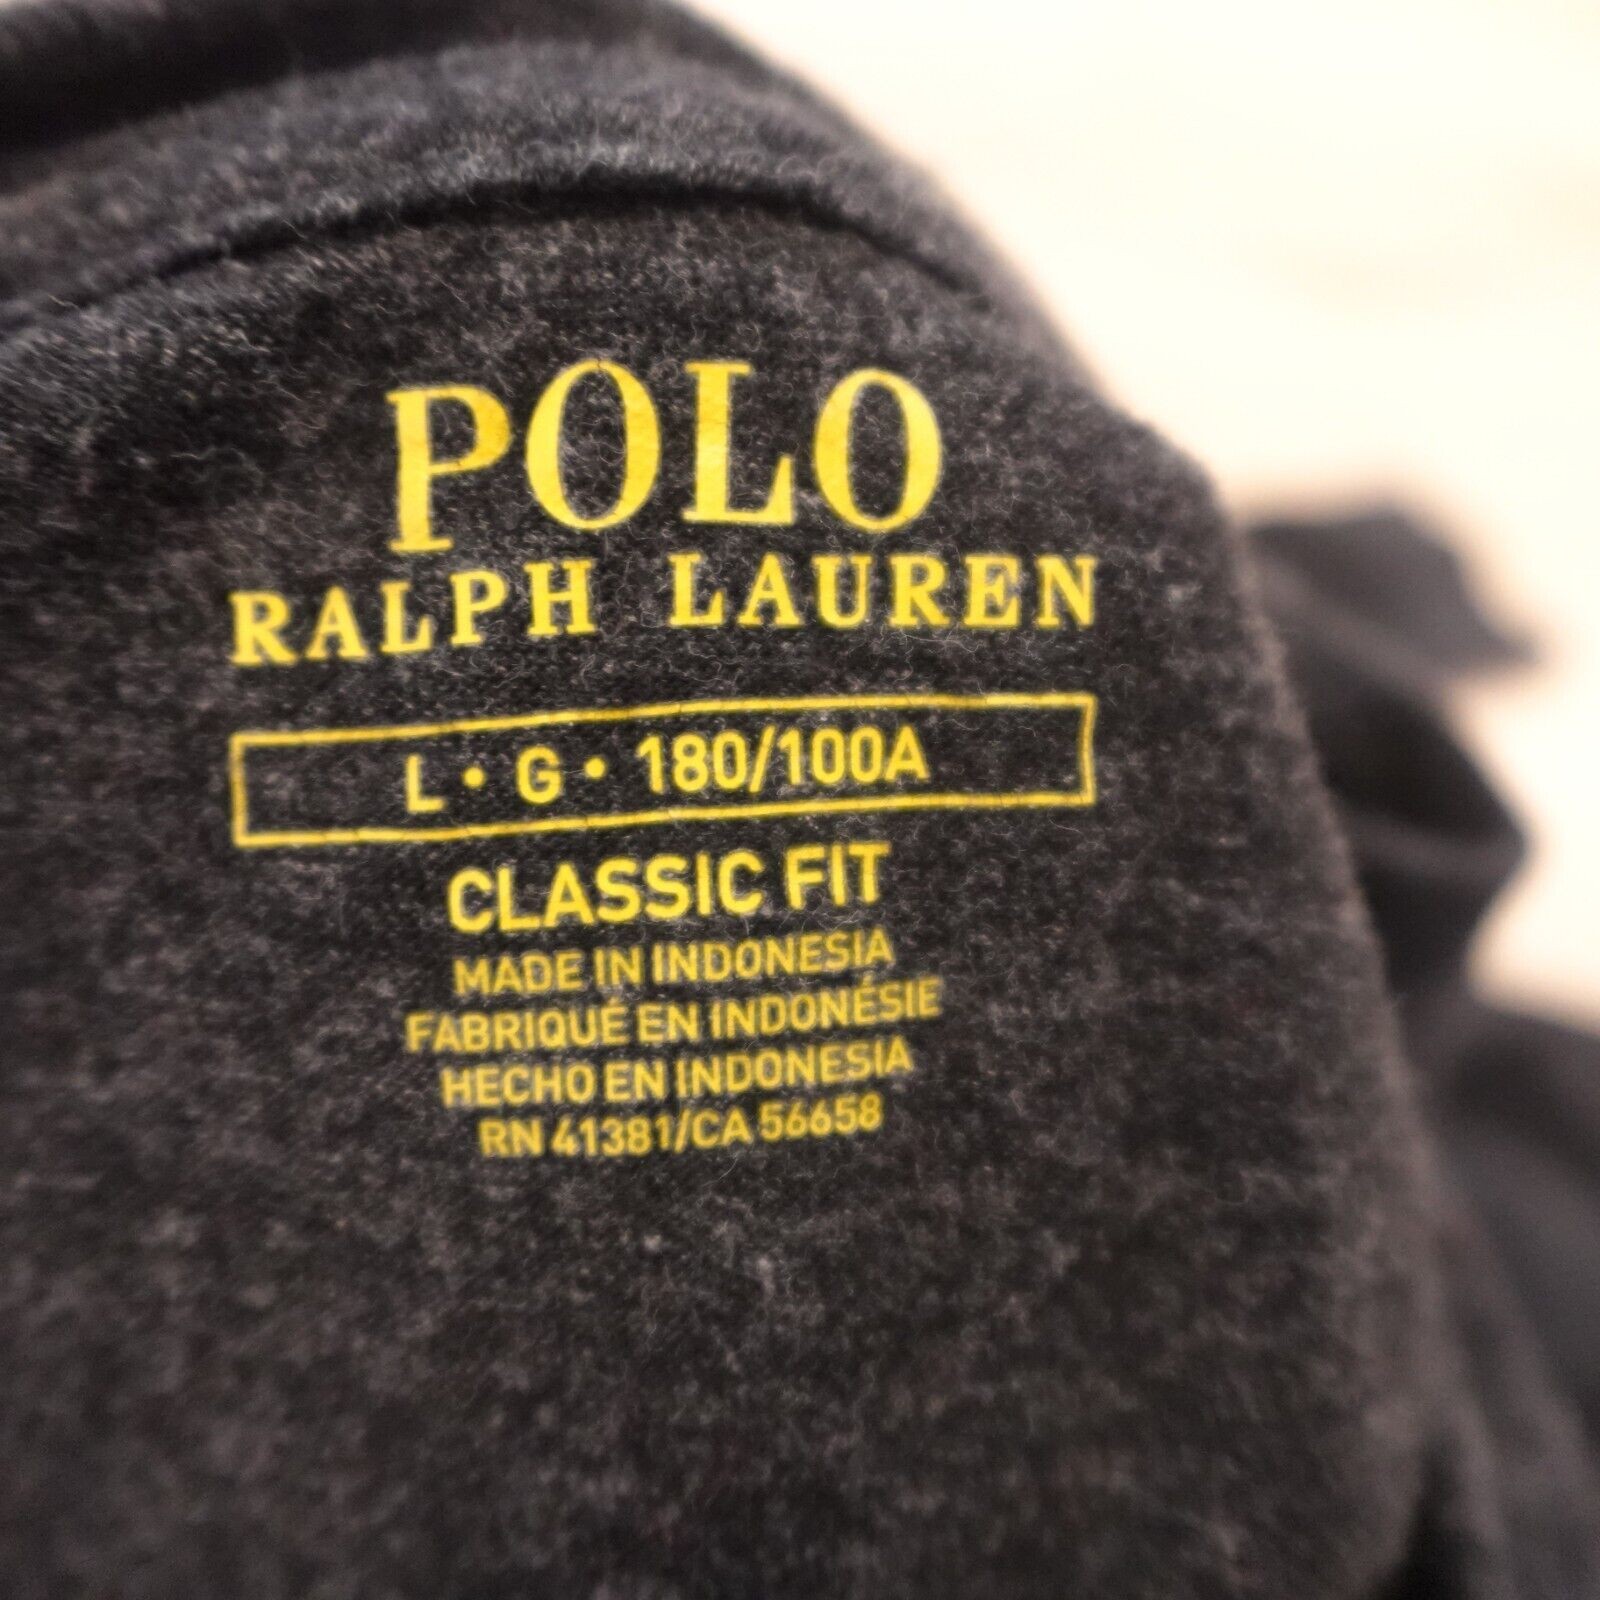 POLO
RALPH LAUREN
L • G • 180/100A
CLASSIC FIT
MADE IN INDONESIA
FABRIQUÉ EN INDONÉSIE
HECHO EN INDONESIA
RN 41381/CA 56658